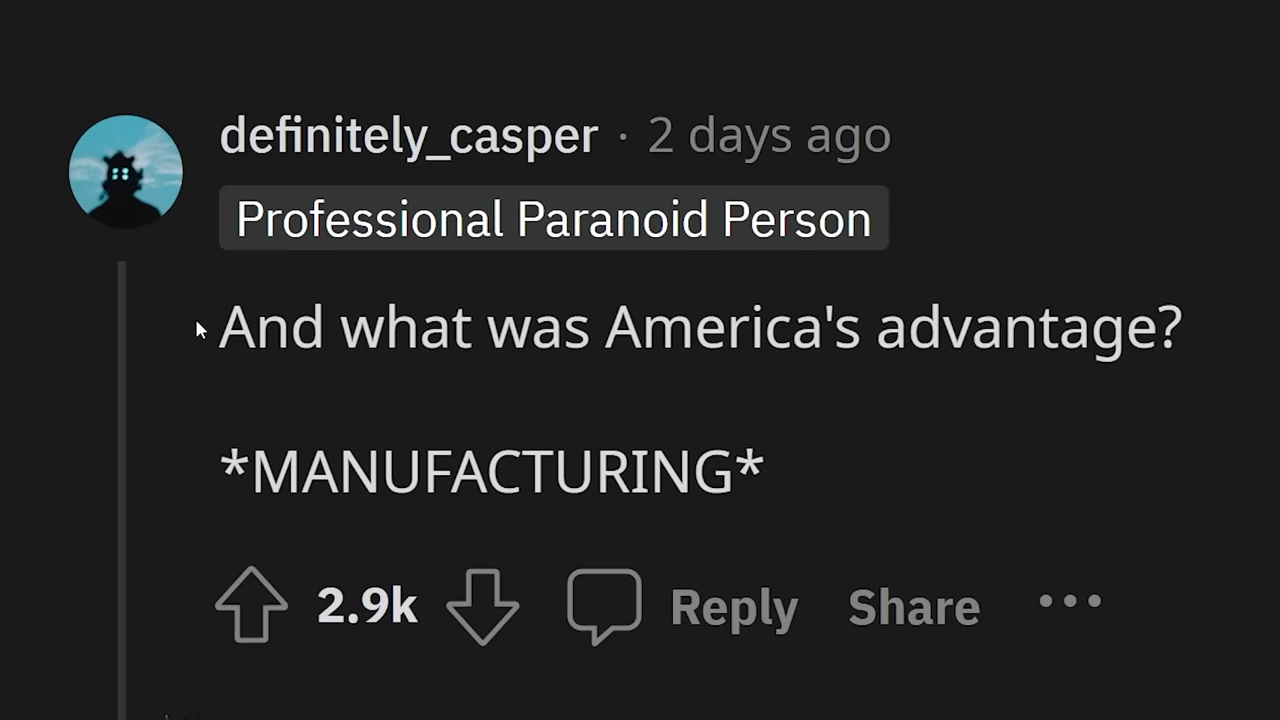 definitely_casper · 2 days ago
Professional Paranoid Person
And what was America's advantage?
*MANUFACTURING*
2.9k Reply Share •••